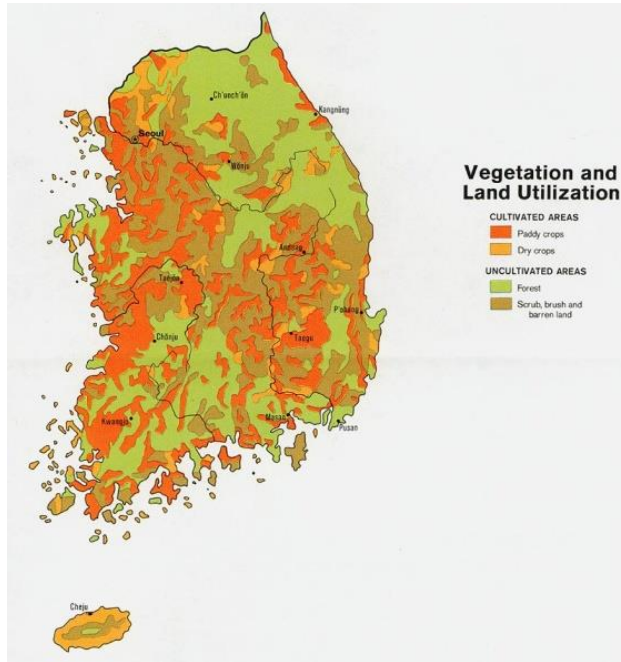 Ch'unch'ŏn
Kangnŭng
Seoul
Wŏnju
Vegetation and
Land Utilization
CULTIVATED AREAS
Paddy crops
Dry crops
UNCULTIVATED AREAS
Forest
Scrub, brush and
barren land
Andong
Taejŏn
P'ohang
Chŏnju
Taegu
Kwangju
Masan
Pusan
Cheju